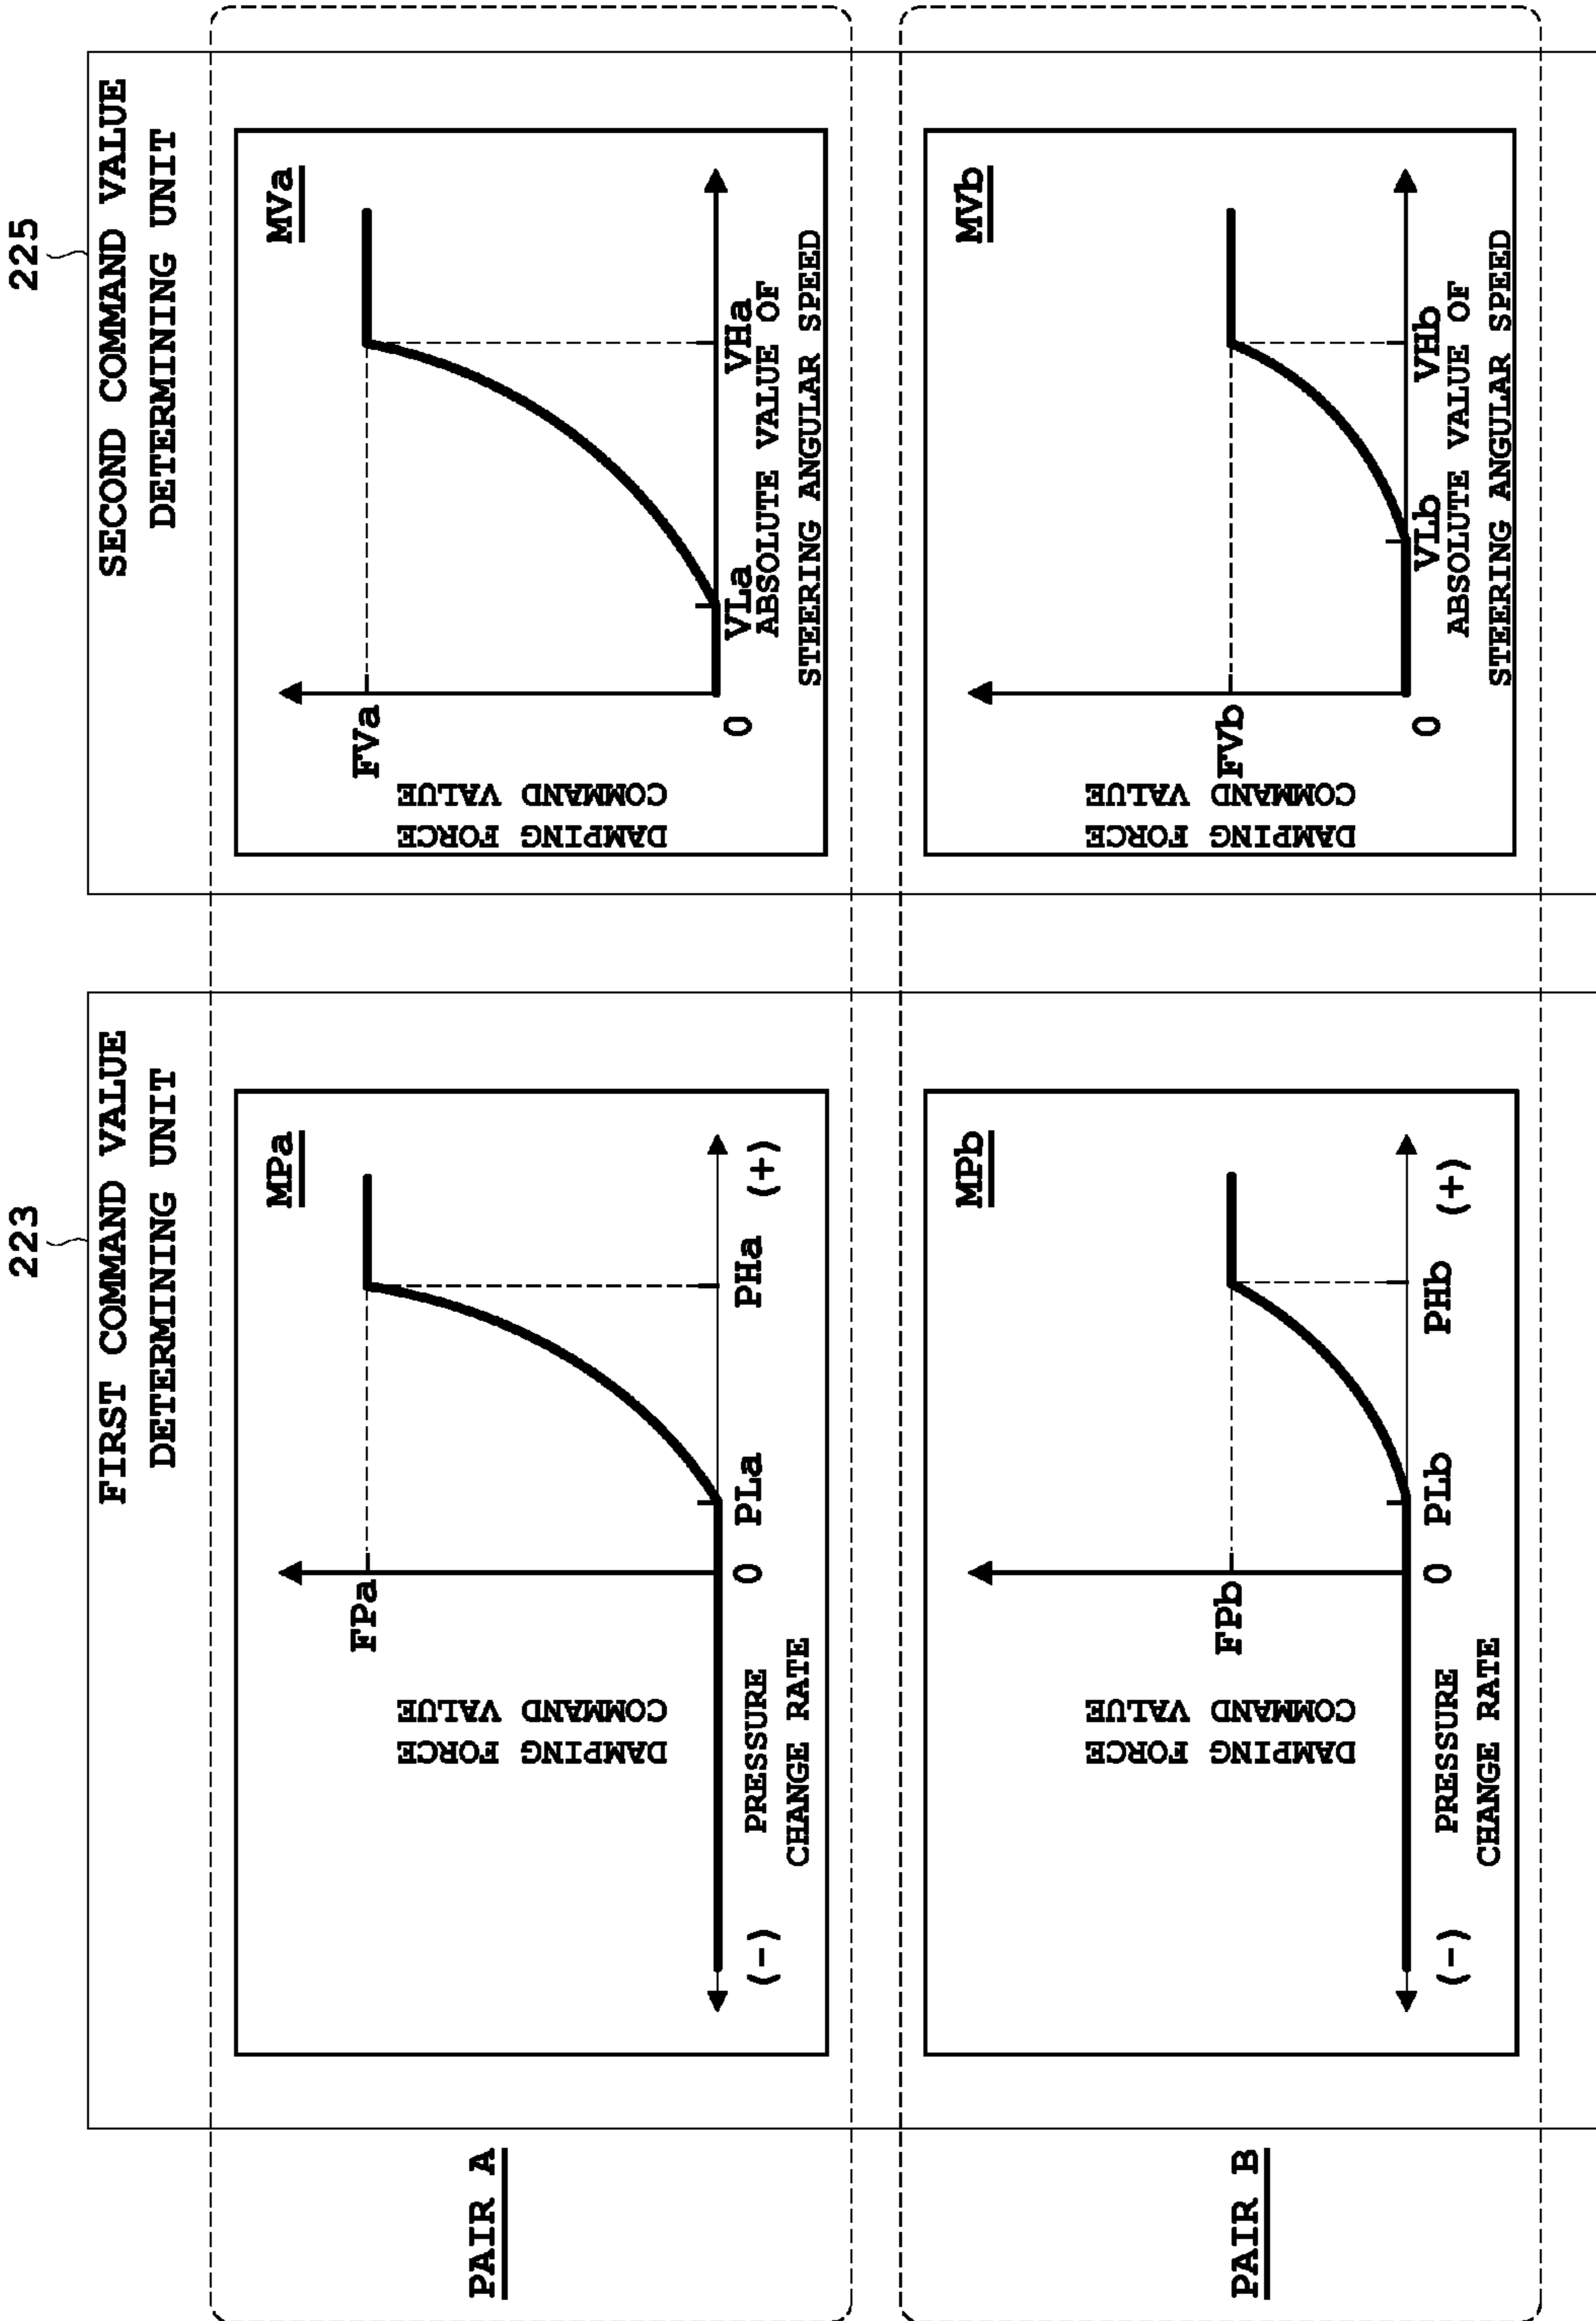 223
FIRST COMMAND VALUE
DETERMINING UNIT
225
SECOND COMMAND VALUE
DETERMINING UNIT
PAIR A
MPa
FPa
DAMPING FORCE
COMMAND VALUE
0
PLa
PHa
(+)
(-)
PRESSURE
CHANGE RATE
MVa
FVa
DAMPING FORCE
COMMAND VALUE
0
VLa
VHa
ABSOLUTE VALUE OF
STEERING ANGULAR SPEED
PAIR B
MPb
FPb
DAMPING FORCE
COMMAND VALUE
0
PLb
PHb
(+)
(-)
PRESSURE
CHANGE RATE
MVb
FVb
DAMPING FORCE
COMMAND VALUE
0
VLb
VHb
ABSOLUTE VALUE OF
STEERING ANGULAR SPEED